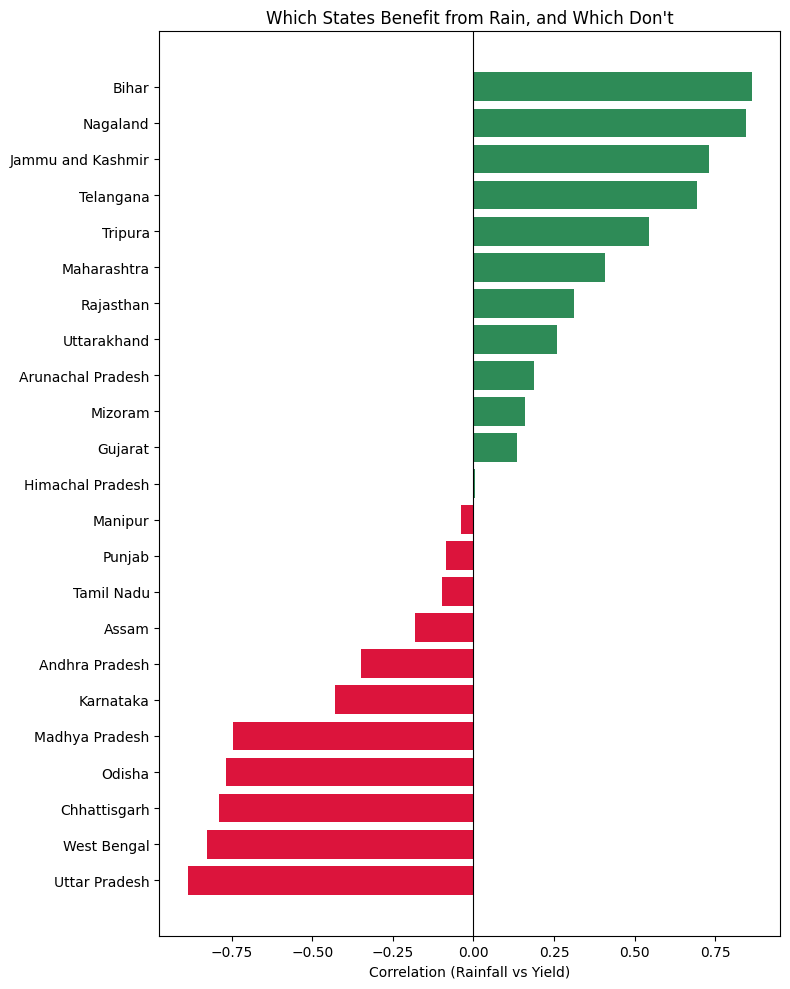 Which States Benefit from Rain, and Which Don't
Bihar
Nagaland
Jammu and Kashmir
Telangana
Tripura
Maharashtra
Rajasthan
Uttarakhand
Arunachal Pradesh
Mizoram
Gujarat
Himachal Pradesh
Manipur
Punjab
Tamil Nadu
Assam
Andhra Pradesh
Karnataka
Madhya Pradesh
Odisha
Chhattisgarh
West Bengal
Uttar Pradesh
−0.75 −0.50 −0.25 0.00 0.25 0.50 0.75
Correlation (Rainfall vs Yield)